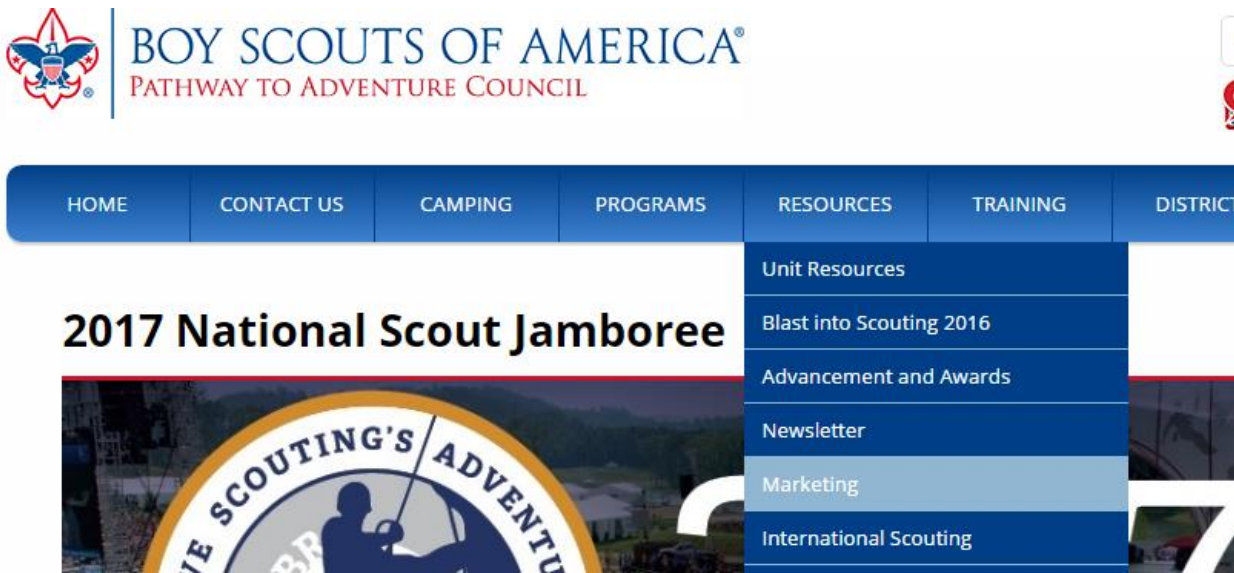 BOY SCOUTS OF AMERICA®
PATHWAY TO ADVENTURE COUNCIL
HOME CONTACT US CAMPING PROGRAMS RESOURCES TRAINING DISTRICT
Unit Resources
Blast into Scouting 2016
Advancement and Awards
Newsletter
Marketing
International Scouting
2017 National Scout Jamboree
SCOUTING'S